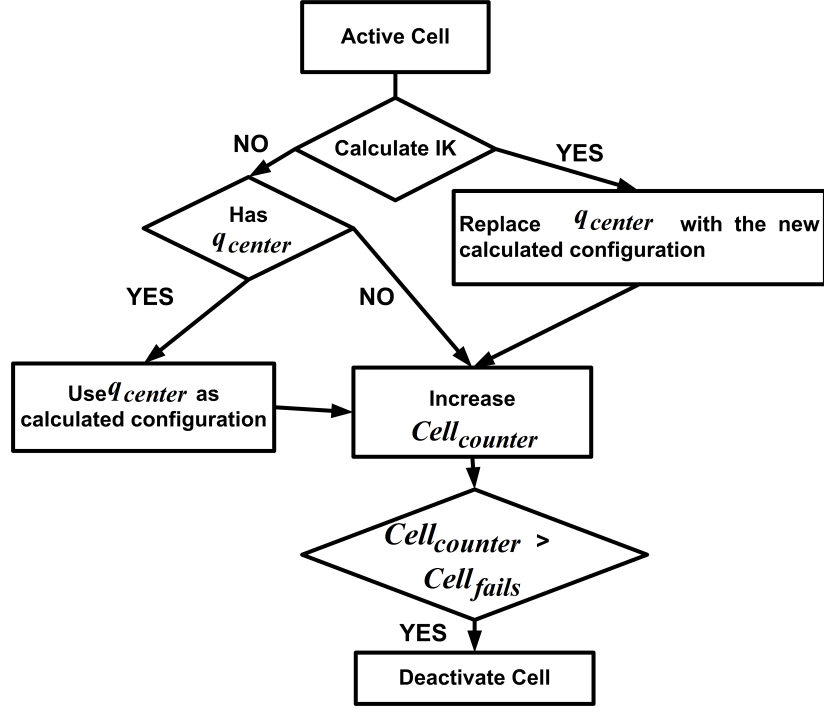 Active Cell
Calculate IK
NO
YES
Has
q center
Replace q center with the new
calculated configuration
YES
NO
Use q center as
calculated configuration
Increase
Cell counter
Cell counter >
Cell fails
YES
Deactivate Cell